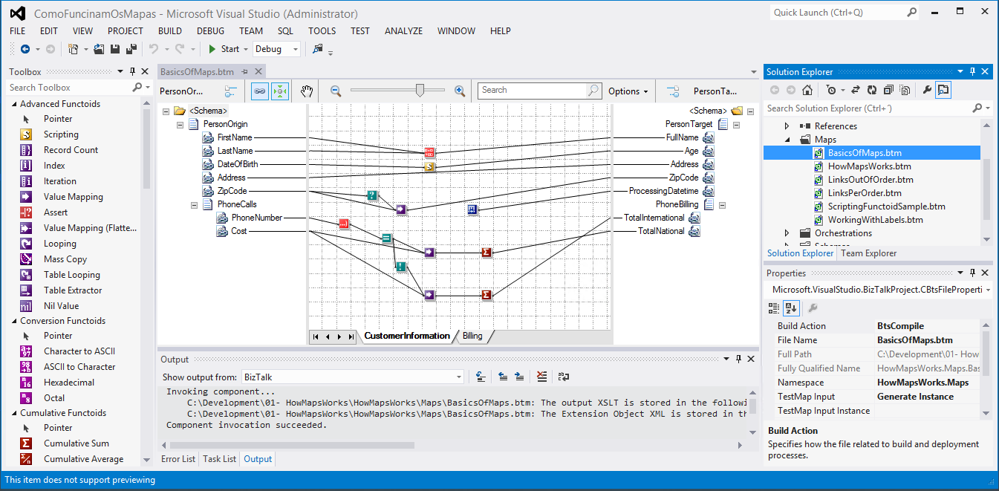 ComoFuncinamOsMapas - Microsoft Visual Studio (Administrator)
Quick Launch (Ctrl+Q)
FILE EDIT VIEW PROJECT BUILD DEBUG TEAM SQL TOOLS TEST ANALYZE WINDOW HELP
Start Debug
Toolbox
Search Toolbox
Advanced Functoids
Pointer
Scripting
Record Count
Index
Iteration
Value Mapping
Assert
Value Mapping (Flatte...
Looping
Mass Copy
Table Looping
Table Extractor
Nil Value
Conversion Functoids
Pointer
Character to ASCII
ASCII to Character
Hexadecimal
Octal
Cumulative Functoids
Pointer
Cumulative Sum
Cumulative Average
BasicsOfMaps.btm
PersonOr...
Search
Options
PersonTa...
<Schema>
PersonOrigin
FirstName
LastName
DateOfBirth
Address
ZipCode
PhoneCalls
PhoneNumber
Cost
<Schema>
PersonTarget
FullName
Age
Address
ZipCode
ProcessingDatetime
PhoneBilling
TotalInternational
TotalNational
CustomerInformation Billing
Output
Show output from: BizTalk
Invoking component...
C:\Development\01- HowMapsWorks\HowMapsWorks\Maps\BasicsOfMaps.btm: The output XSLT is stored in the followi
C:\Development\01- HowMapsWorks\HowMapsWorks\Maps\BasicsOfMaps.btm: The Extension Object XML is stored in th
Component invocation succeeded.
Error List Task List Output
Solution Explorer
Search Solution Explorer (Ctrl+´)
References
Maps
BasicsOfMaps.btm
HowMapsWorks.btm
LinksOutOfOrder.btm
LinksPerOrder.btm
ScriptingFunctoidSample.btm
WorkingWithLabels.btm
Orchestrations
Solution Explorer Team Explorer
Properties
Microsoft.VisualStudio.BizTalkProject.CBtsFileProperti
Build Action BtsCompile
File Name BasicsOfMaps.btm
Full Path C:\Development\01- How
Fully Qualified Name HowMapsWorks.Maps.Bas
Namespace HowMapsWorks.Maps
TestMap Input Generate Instance
TestMap Input Instance
Build Action
Specifies how the file related to build and deployment
processes.
This item does not support previewing